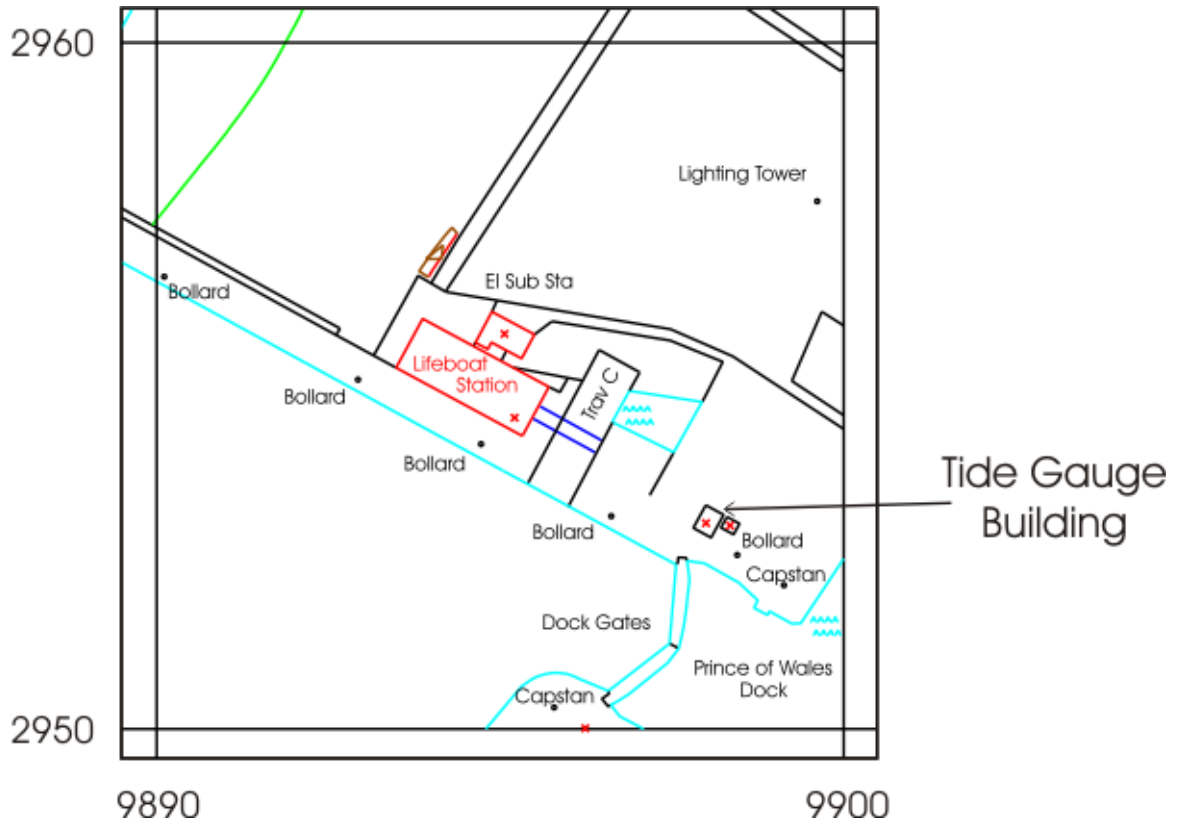 2960
Lighting Tower
El Sub Sta
Bollard
Lifeboat
Station
Trav C
Bollard
Bollard
Tide Gauge
Building
Bollard
Bollard
Capstan
Dock Gates
Prince of Wales
Dock
Capstan
2950
9890
9900